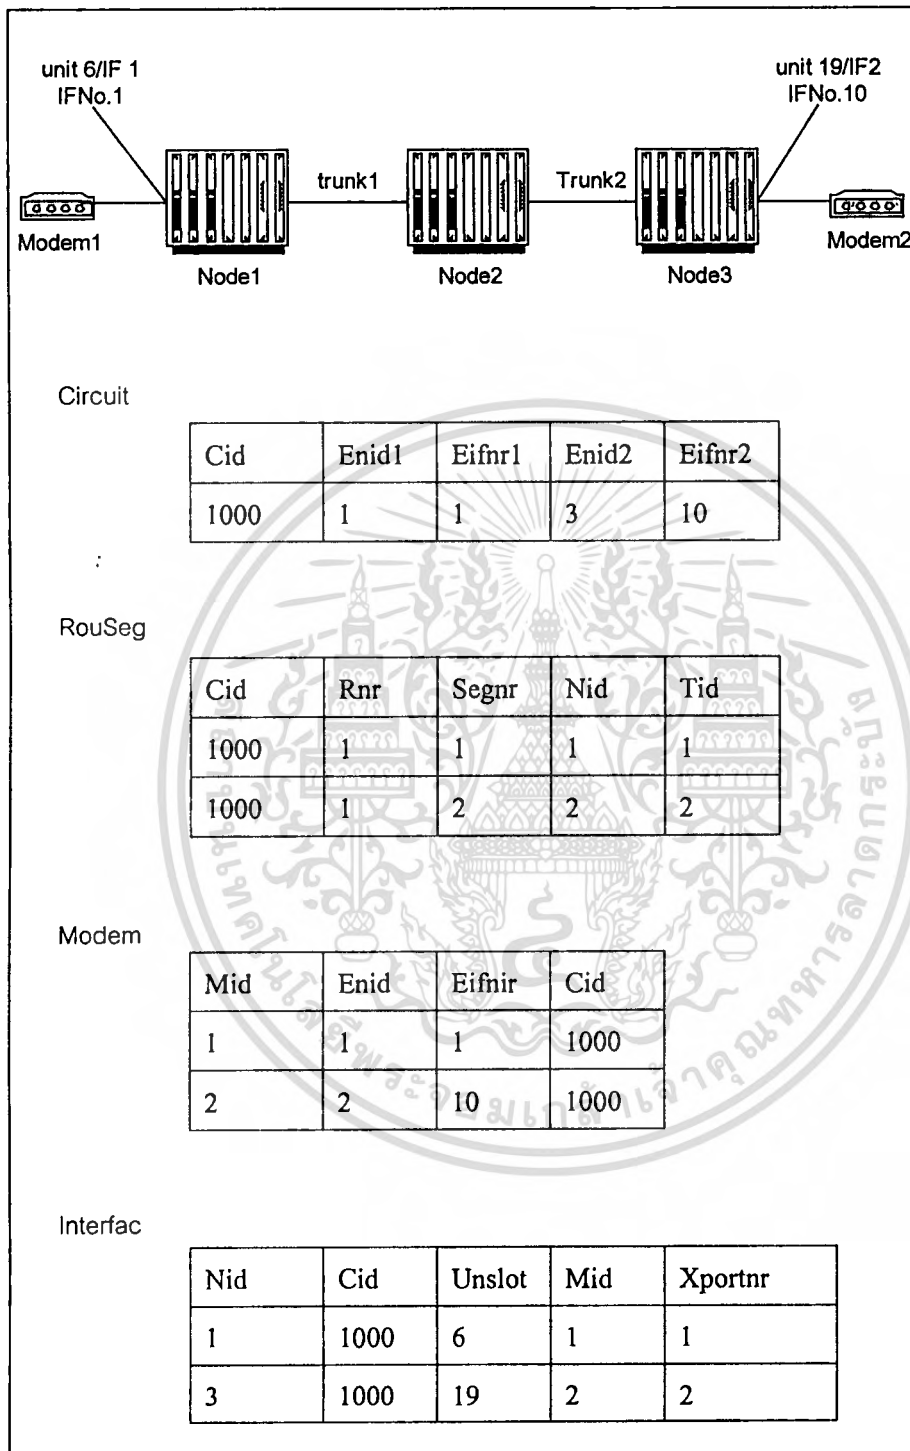 unit 6/IF 1
IFNo.1
unit 19/IF2
IFNo.10
trunk1
Trunk2
Modem1
Node1
Node2
Node3
Modem2
Circuit
Cid Enid1 Eifnr1 Enid2 Eifnr2
1000 1 1 3 10
:
RouSeg
Cid Rnr Segnr Nid Tid
1000 1 1 1 1
1000 1 2 2 2
Modem
Mid Enid Eifnir Cid
1 1 1 1000
2 2 10 1000
Interfac
Nid Cid Unslot Mid Xportnr
1 1000 6 1 1
3 1000 19 2 2